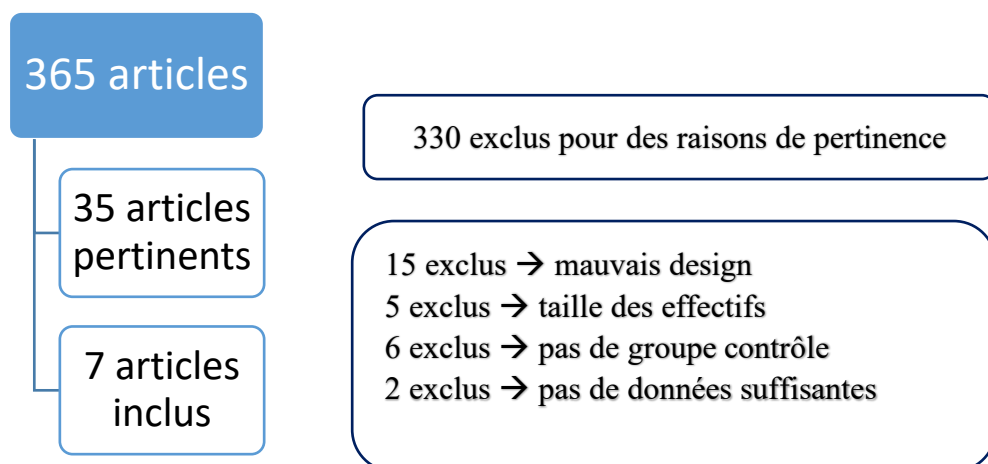 365 articles
330 exclus pour des raisons de pertinence
35 articles
pertinents
15 exclus → mauvais design
5 exclus → taille des effectifs
6 exclus → pas de groupe contrôle
2 exclus → pas de données suffisantes
7 articles
inclus